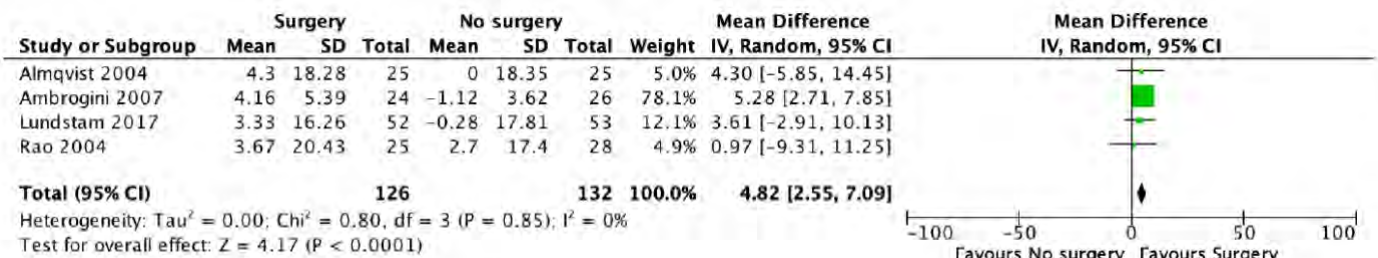 Surgery No surgery Mean Difference Mean Difference
Study or Subgroup Mean SD Total Mean SD Total Weight IV, Random, 95% CI IV, Random, 95% CI
Almqvist 2004 4.3 18.28 25 0 18.35 25 5.0% 4.30 [-5.85, 14.45]
Ambrogini 2007 4.16 5.39 24 -1.12 3.62 26 78.1% 5.28 [2.71, 7.85]
Lundstam 2017 3.33 16.26 52 -0.28 17.81 53 12.1% 3.61 [-2.91, 10.13]
Rao 2004 3.67 20.43 25 2.7 17.4 28 4.9% 0.97 [-9.31, 11.25]
Total (95% CI) 126 132 100.0% 4.82 [2.55, 7.09]
Heterogeneity: Tau² = 0.00; Chi² = 0.80, df = 3 (P = 0.85); I² = 0%
Test for overall effect: Z = 4.17 (P < 0.0001)
-100 -50 0 50 100
Favours No surgery Favours Surgery